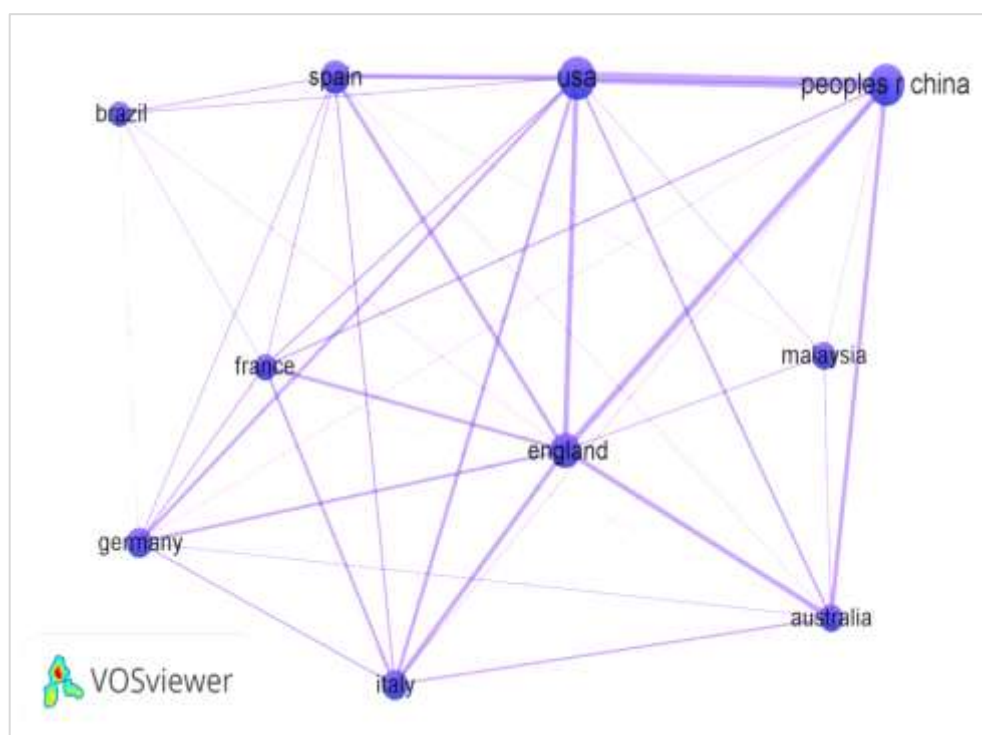 spain
usa
peoples r china
brazil
france
malaysia
england
germany
australia
italy
VOSviewer